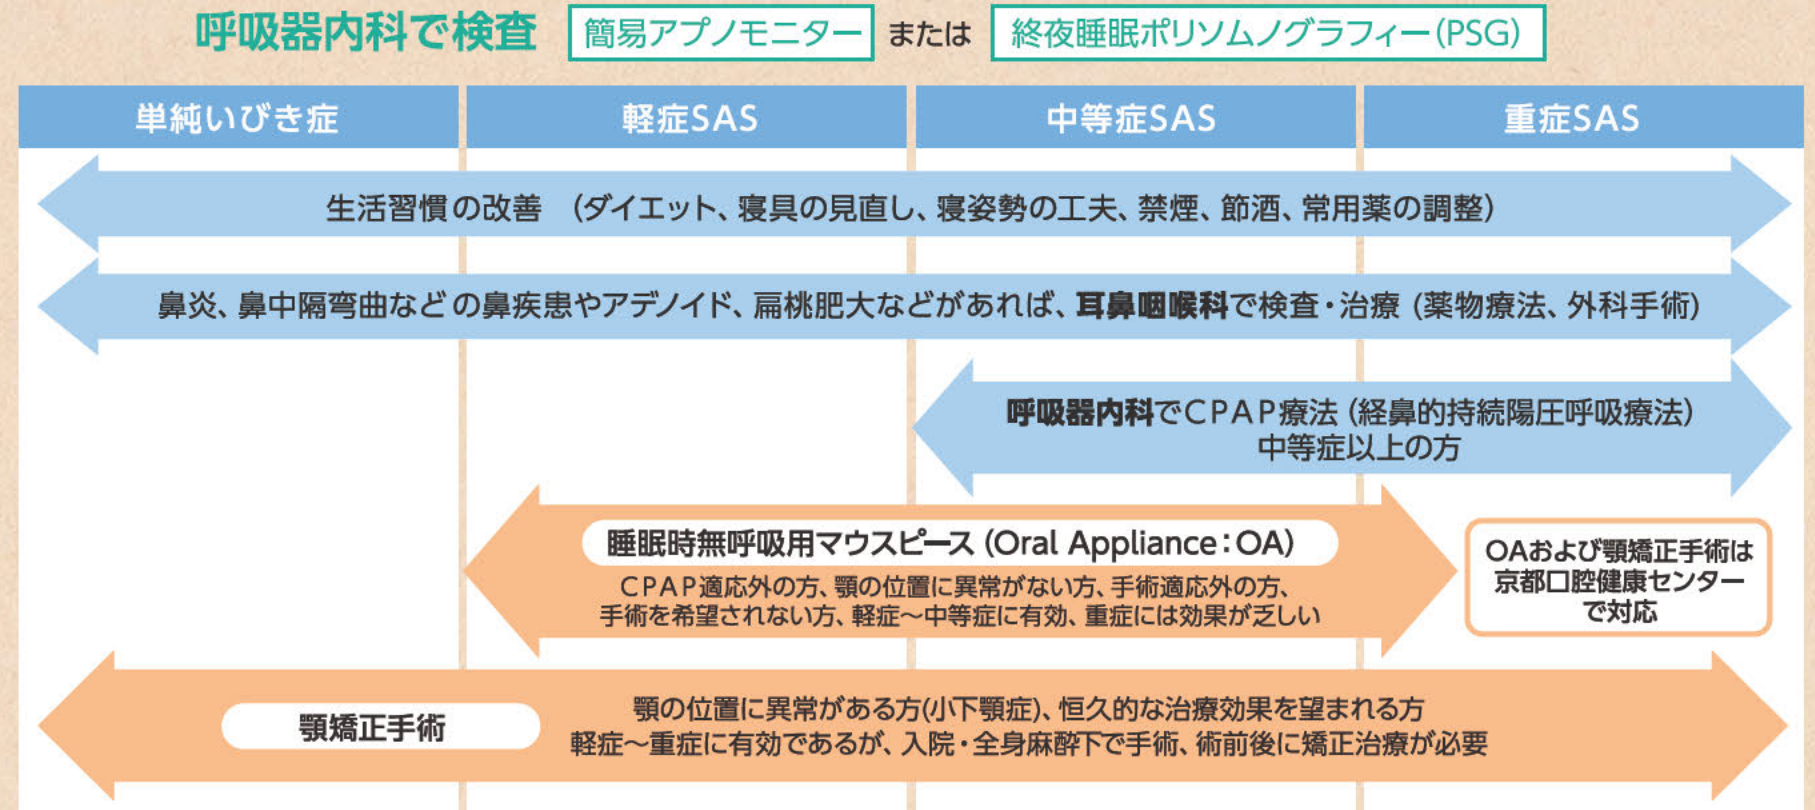 呼吸器内科で検査 簡易アプノモニター または 終夜睡眠ポリソムノグラフィー(PSG)
単純いびき症 軽症SAS 中等症SAS 重症SAS
生活習慣の改善 (ダイエット、寝具の見直し、寝姿勢の工夫、禁煙、節酒、常用薬の調整)
鼻炎、鼻中隔弯曲などの鼻疾患やアデノイド、扁桃肥大などがあれば、耳鼻咽喉科で検査・治療 (薬物療法、外科手術)
呼吸器内科でCPAP療法 (経鼻的持続陽圧呼吸療法)
中等症以上の方
睡眠時無呼吸用マウスピース (Oral Appliance:OA)
CPAP適応外の方、顎の位置に異常がない方、手術適応外の方、
手術を希望されない方、軽症～中等症に有効、重症には効果が乏しい
OAおよび顎矯正手術は
京都口腔健康センター
で対応
顎矯正手術
顎の位置に異常がある方(小下顎症)、恒久的な治療効果を望まれる方
軽症～重症に有効であるが、入院・全身麻酔下で手術、術前後に矯正治療が必要